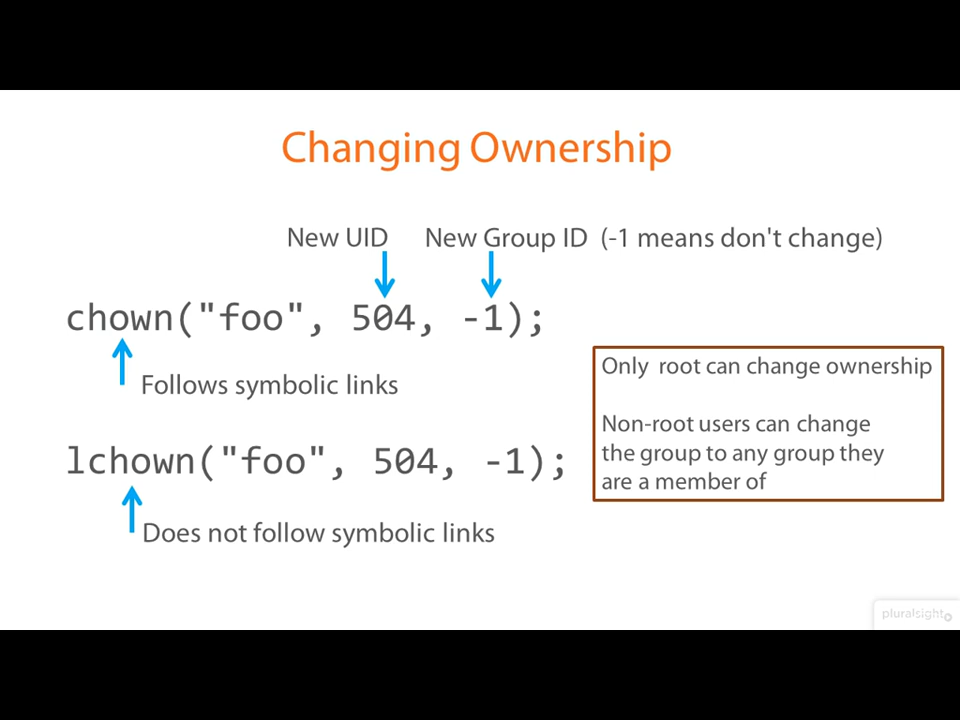 Changing Ownership
New UID New Group ID (-1 means don't change)
chown("foo", 504, -1);
Follows symbolic links
Only root can change ownership
Non-root users can change
the group to any group they
are a member of
lchown("foo", 504, -1);
Does not follow symbolic links
pluralsight